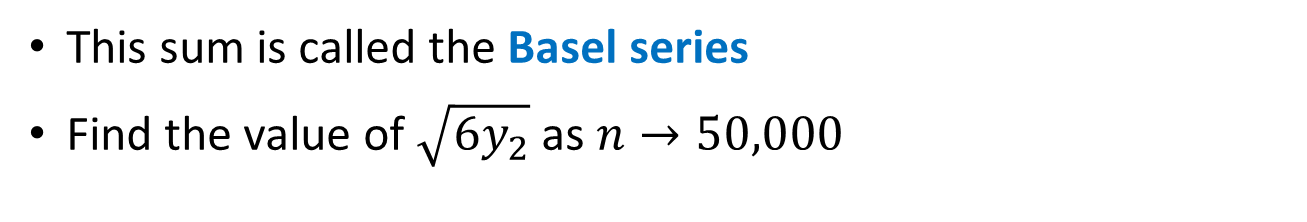 • This sum is called the Basel series
• Find the value of √6y₂ as n → 50,000